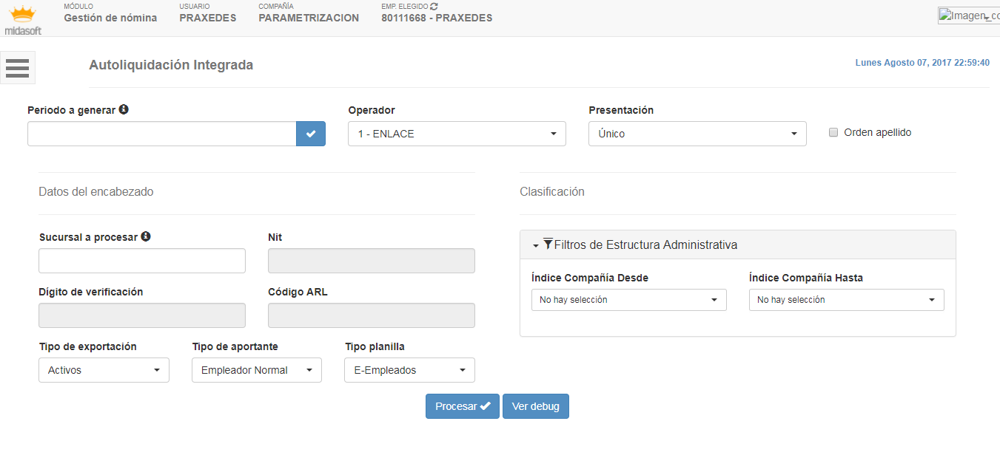 MÓDULO USUARIO COMPAÑÍA EMP. ELEGIDO
Gestión de nómina PRAXEDES PARAMETRIZACION 80111668 - PRAXEDES
midasoft
Imagen_co
Autoliquidación Integrada
Lunes Agosto 07, 2017 22:59:40
Periodo a generar Operador Presentación
1 - ENLACE Único Orden apellido
Datos del encabezado Clasificación
Sucursal a procesar Nit
Filtros de Estructura Administrativa
Índice Compañía Desde Índice Compañía Hasta
Dígito de verificación Código ARL
No hay selección No hay selección
Tipo de exportación Tipo de aportante Tipo planilla
Activos Empleador Normal E-Empleados
Procesar Ver debug